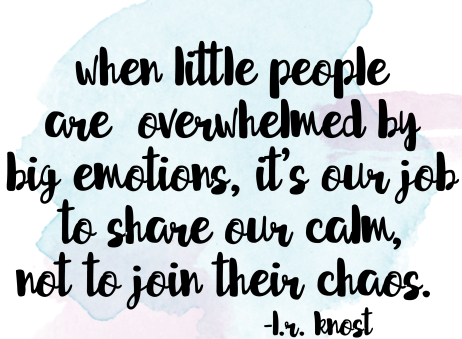 when little people
are overwhelmed by
big emotions, it's our job
to share our calm,
not to join their chaos.
-l.r. knost